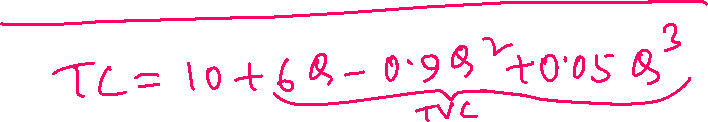 TC = 10 + 6Q - 0.9Q² + 0.05Q³
TVC